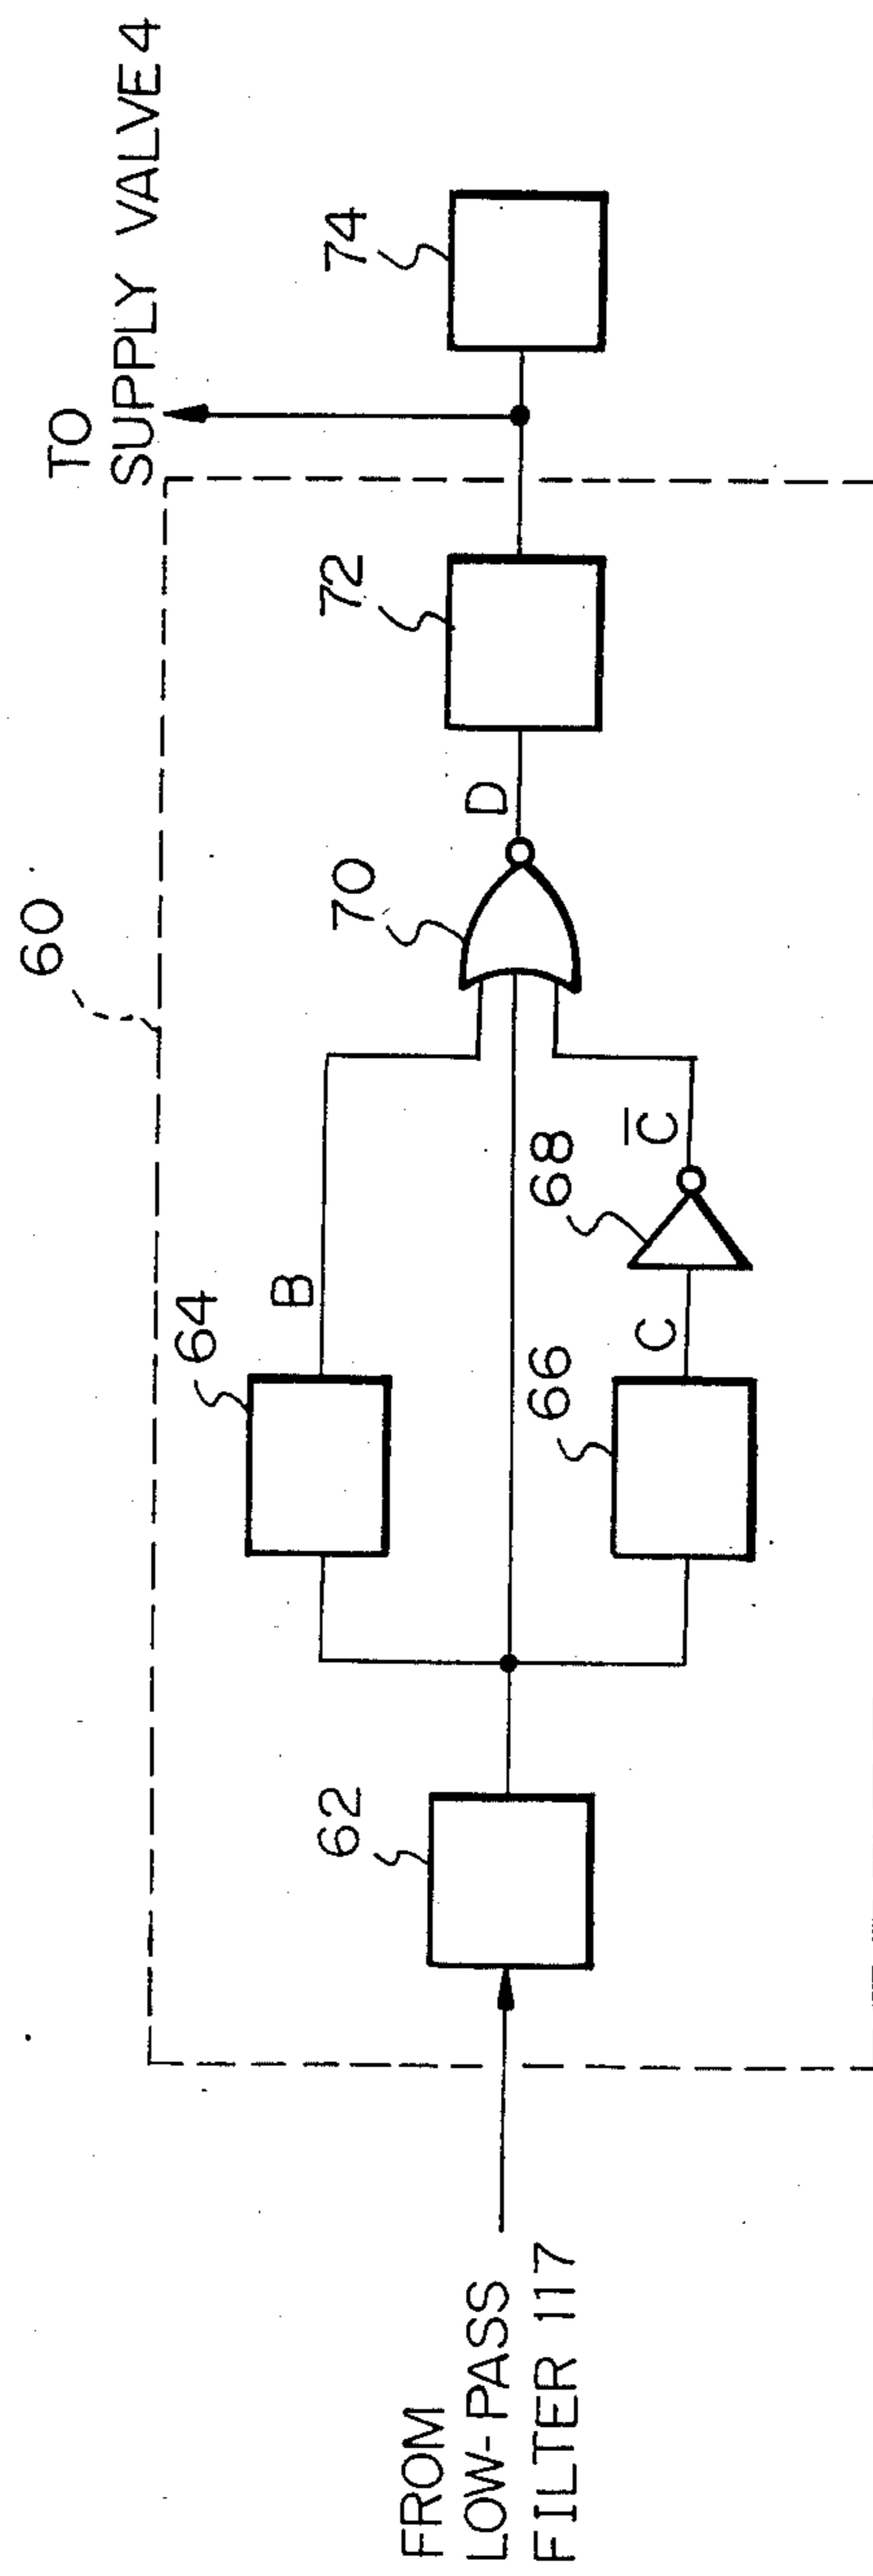 60
TO
SUPPLY VALVE 4
64
B
70
D
72
74
62
66
C
68
C̅
FROM
LOW-PASS
FILTER 117